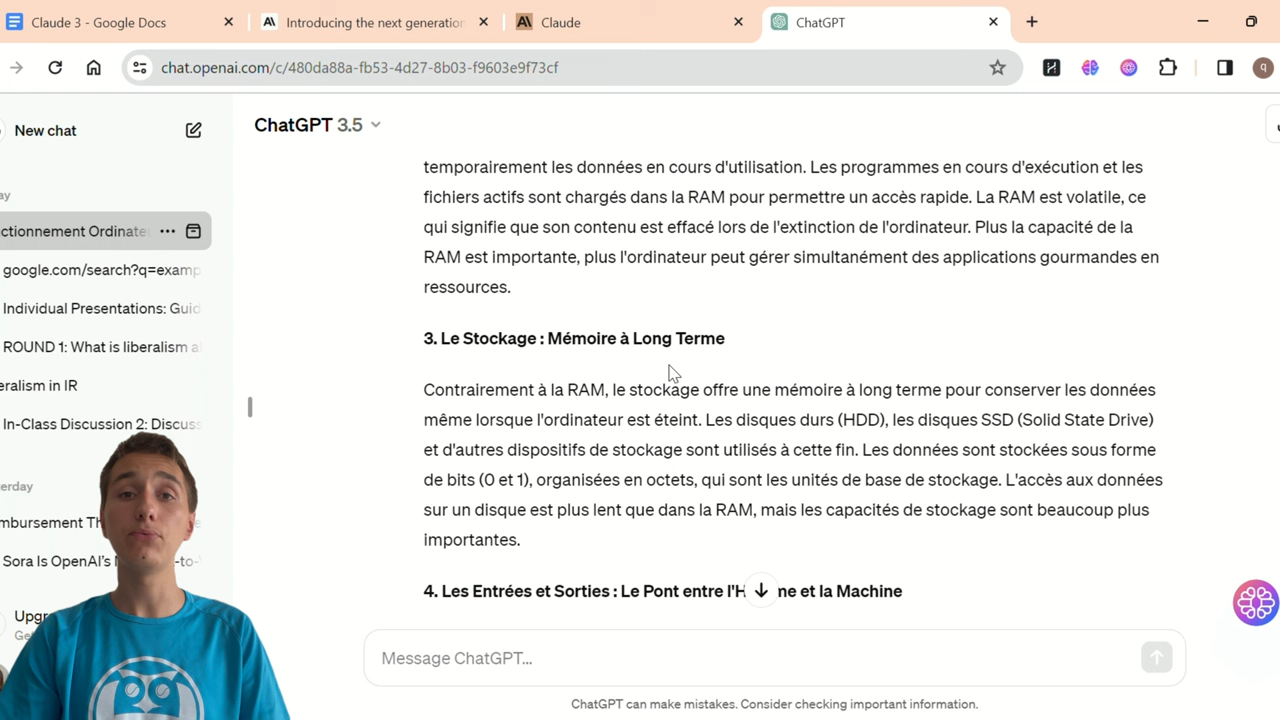 Claude 3 - Google Docs
Introducing the next generation
Claude
ChatGPT
chat.openai.com/c/480da88a-fb53-4d27-8b03-f9603e9f73cf
q
New chat
ChatGPT 3.5
temporairement les données en cours d'utilisation. Les programmes en cours d'exécution et les
fichiers actifs sont chargés dans la RAM pour permettre un accès rapide. La RAM est volatile, ce
qui signifie que son contenu est effacé lors de l'extinction de l'ordinateur. Plus la capacité de la
RAM est importante, plus l'ordinateur peut gérer simultanément des applications gourmandes en
ressources.
3. Le Stockage : Mémoire à Long Terme
Contrairement à la RAM, le stockage offre une mémoire à long terme pour conserver les données
même lorsque l'ordinateur est éteint. Les disques durs (HDD), les disques SSD (Solid State Drive)
et d'autres dispositifs de stockage sont utilisés à cette fin. Les données sont stockées sous forme
de bits (0 et 1), organisées en octets, qui sont les unités de base de stockage. L'accès aux données
sur un disque est plus lent que dans la RAM, mais les capacités de stockage sont beaucoup plus
importantes.
4. Les Entrées et Sorties : Le Pont entre l'H me et la Machine
Message ChatGPT...
ChatGPT can make mistakes. Consider checking important information.
ay
ctionnement Ordinate
google.com/search?q=examp
Individual Presentations: Guid
ROUND 1: What is liberalism a
eralism in IR
In-Class Discussion 2: Discuss
terday
mbursement Th
Sora Is OpenAI's
Upgr
Get